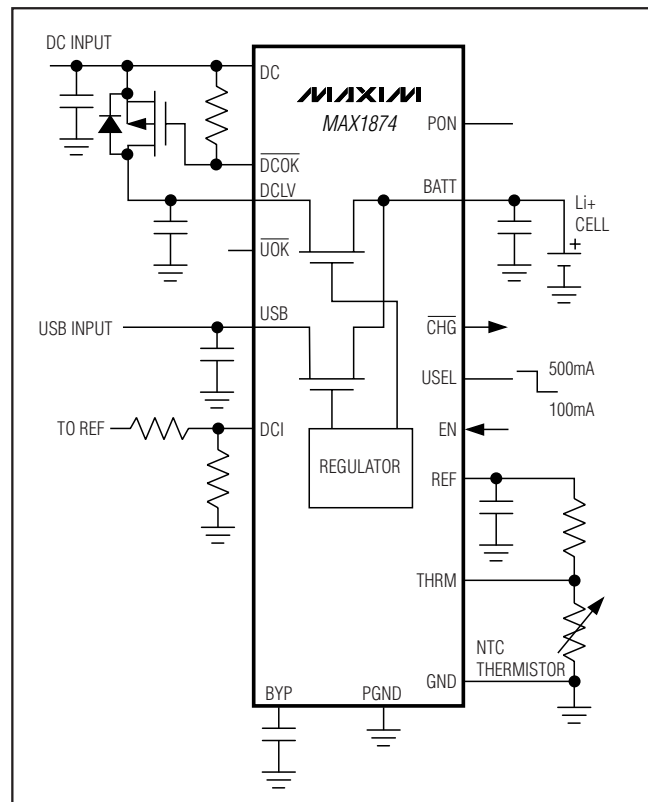 DC INPUT
DC
MAXIM
MAX1874
PON
DCOK
DCLV
BATT
Li+
CELL
+
UOK
USB INPUT
USB
CHG
500mA
USEL
100mA
TO REF
DCI
EN
REGULATOR
REF
THRM
NTC
THERMISTOR
GND
BYP
PGND